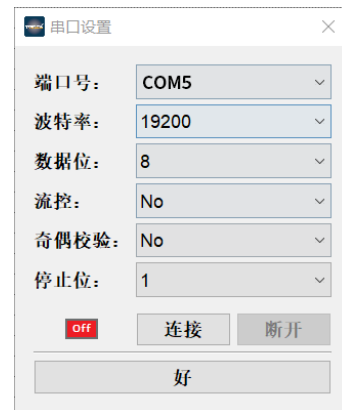 串口设置
端口号： COM5
波特率： 19200
数据位： 8
流控： No
奇偶校验： No
停止位： 1
Off 连接 断开
好